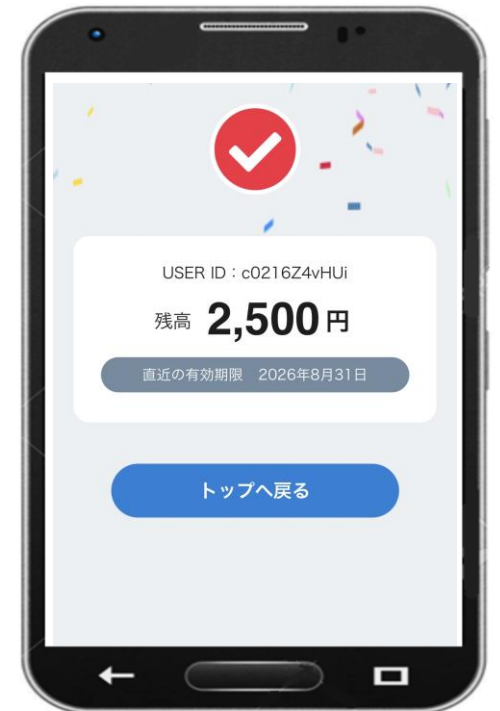 USER ID：c0216Z4vHUi
残高 2,500円
直近の有効期限　2026年8月31日
トップへ戻る